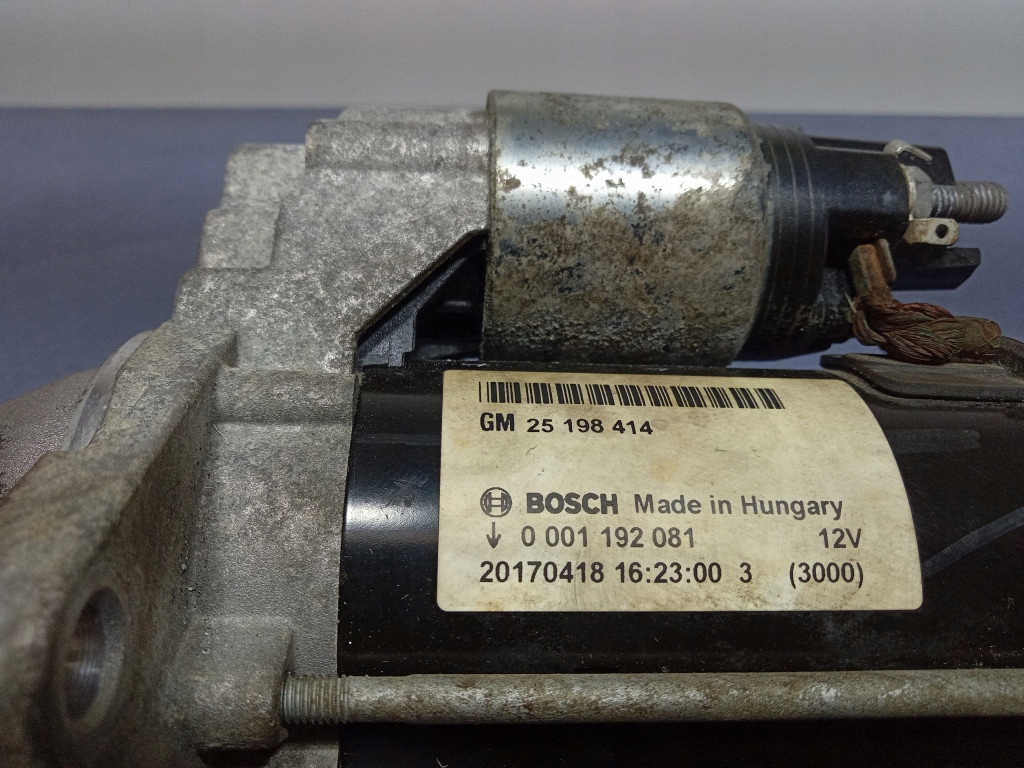 GM 25 198 414
BOSCH Made in Hungary
↓ 0 001 192 081 12V
20170418 16:23:00 3 (3000)